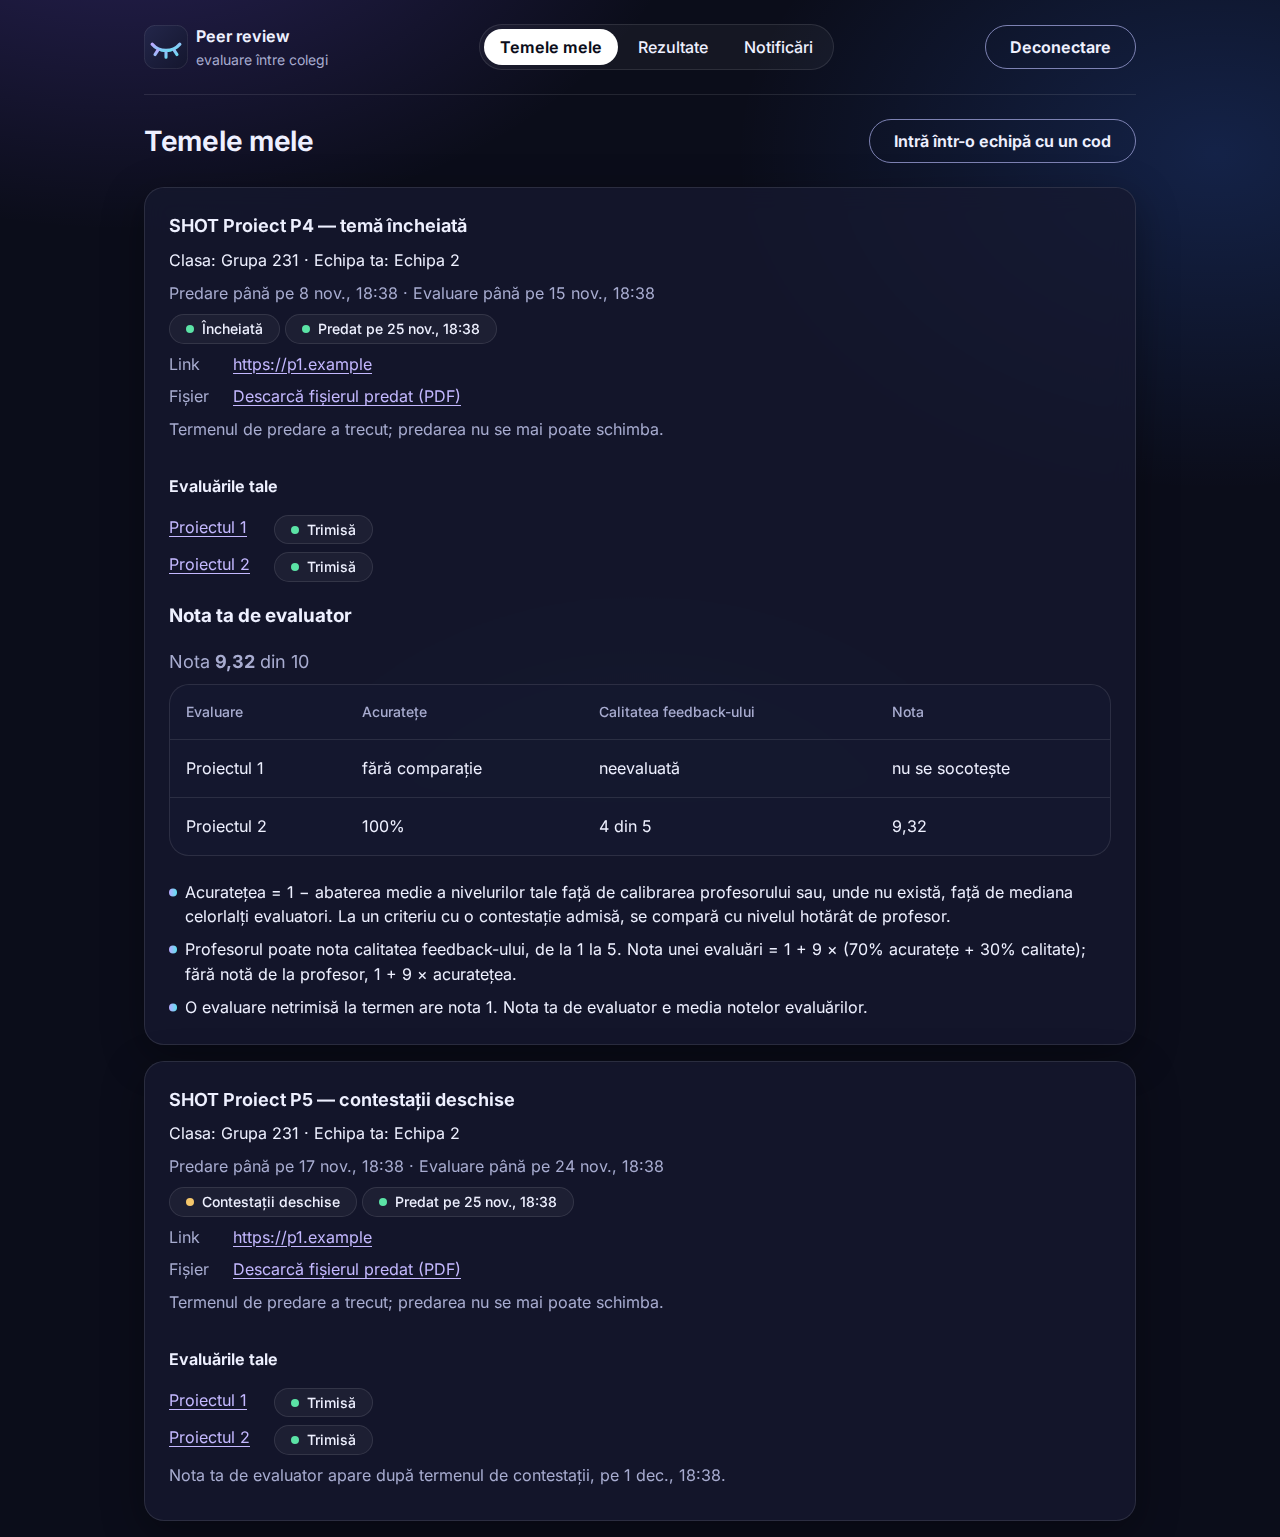 Peer review
evaluare între colegi
Temele mele
Rezultate
Notificări
Deconectare
Temele mele
Intră într-o echipă cu un cod
SHOT Proiect P4 — temă încheiată
Clasa: Grupa 231 · Echipa ta: Echipa 2
Predare până pe 8 nov., 18:38 · Evaluare până pe 15 nov., 18:38
Încheiată
Predat pe 25 nov., 18:38
Link https://p1.example
Fișier Descarcă fișierul predat (PDF)
Termenul de predare a trecut; predarea nu se mai poate schimba.
Evaluările tale
Proiectul 1 Trimisă
Proiectul 2 Trimisă
Nota ta de evaluator
Nota 9,32 din 10
Evaluare Acuratețe Calitatea feedback-ului Nota
Proiectul 1 fără comparație neevaluată nu se socotește
Proiectul 2 100% 4 din 5 9,32
Acuratețea = 1 − abaterea medie a nivelurilor tale față de calibrarea profesorului sau, unde nu există, față de mediana
celorlalți evaluatori. La un criteriu cu o contestație admisă, se compară cu nivelul hotărât de profesor.
Profesorul poate nota calitatea feedback-ului, de la 1 la 5. Nota unei evaluări = 1 + 9 × (70% acuratețe + 30% calitate);
fără notă de la profesor, 1 + 9 × acuratețea.
O evaluare netrimisă la termen are nota 1. Nota ta de evaluator e media notelor evaluărilor.
SHOT Proiect P5 — contestații deschise
Clasa: Grupa 231 · Echipa ta: Echipa 2
Predare până pe 17 nov., 18:38 · Evaluare până pe 24 nov., 18:38
Contestații deschise
Predat pe 25 nov., 18:38
Link https://p1.example
Fișier Descarcă fișierul predat (PDF)
Termenul de predare a trecut; predarea nu se mai poate schimba.
Evaluările tale
Proiectul 1 Trimisă
Proiectul 2 Trimisă
Nota ta de evaluator apare după termenul de contestații, pe 1 dec., 18:38.